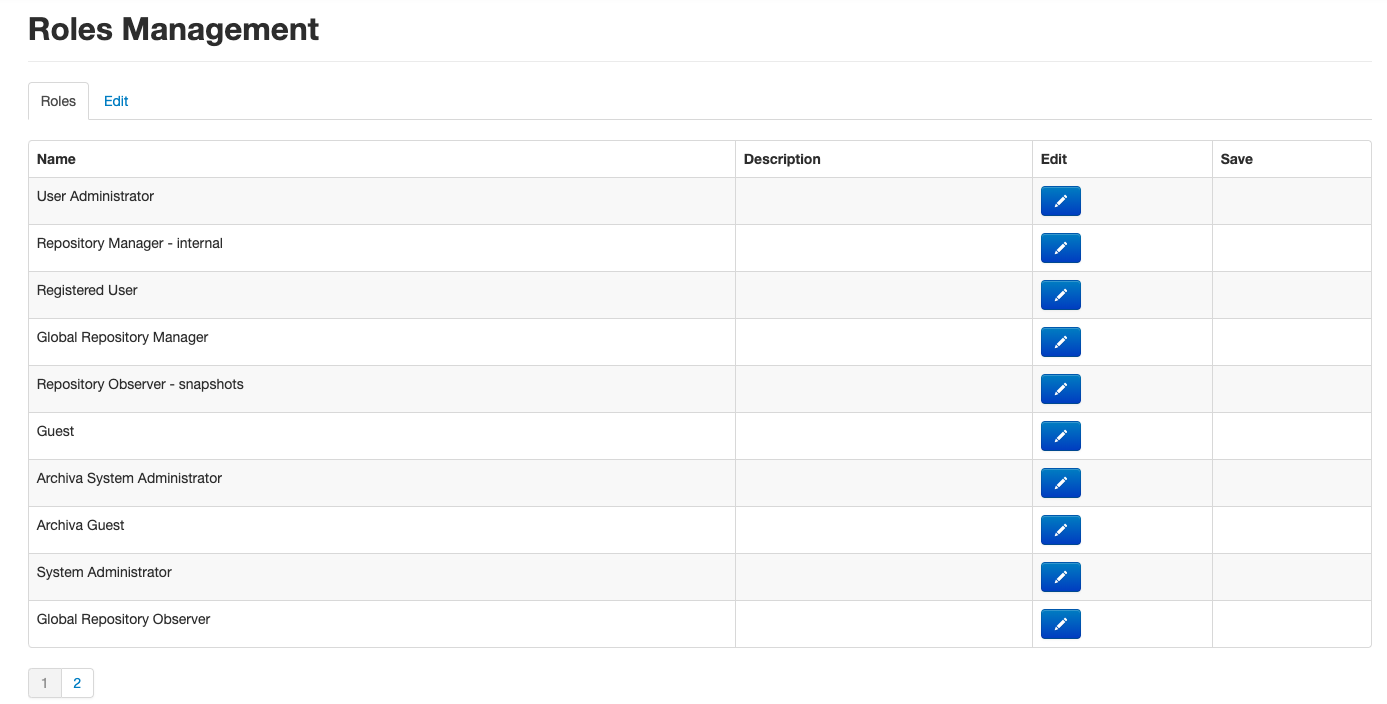 Roles Management
Roles Edit
Name Description Edit Save
User Administrator
Repository Manager - internal
Registered User
Global Repository Manager
Repository Observer - snapshots
Guest
Archiva System Administrator
Archiva Guest
System Administrator
Global Repository Observer
1 2